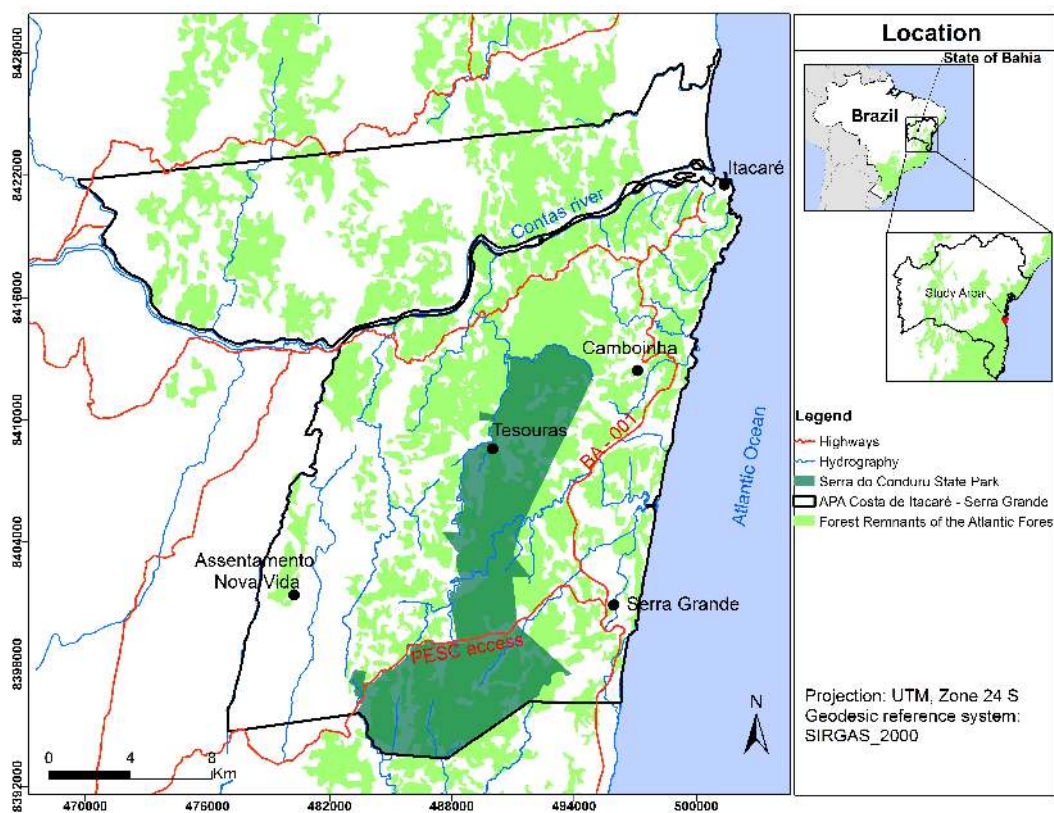 Location
State of Bahia
Brazil
Study Area
Legend
Highways
Hydrography
Serra do Conduru State Park
APA Costa de Itacaré - Serra Grande
Forest Remnants of the Atlantic Fores
Projection: UTM, Zone 24 S
Geodesic reference system:
SIRGAS_2000
8428000
8422000
8416000
8410000
8404000
8398000
8392000
Itacaré
Contas river
Camboinha
Tesouras
BA - 001
Atlantic Ocean
Assentamento
Nova Vida
Serra Grande
PESC access
N
0 4 8
Km
470000 476000 482000 488000 494000 500000